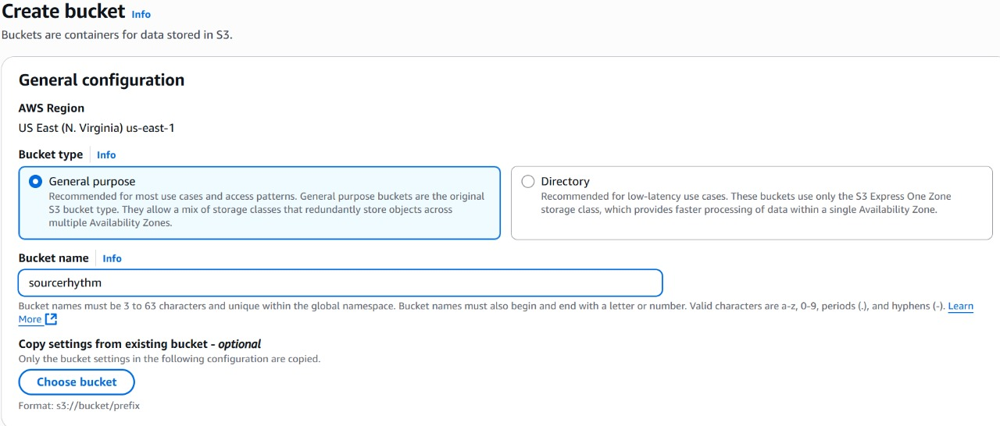 Create bucket Info
Buckets are containers for data stored in S3.
General configuration
AWS Region
US East (N. Virginia) us-east-1
Bucket type Info
General purpose
Recommended for most use cases and access patterns. General purpose buckets are the original
S3 bucket type. They allow a mix of storage classes that redundantly store objects across
multiple Availability Zones.
Directory
Recommended for low-latency use cases. These buckets use only the S3 Express One Zone
storage class, which provides faster processing of data within a single Availability Zone.
Bucket name Info
sourcerhythm
Bucket names must be 3 to 63 characters and unique within the global namespace. Bucket names must also begin and end with a letter or number. Valid characters are a-z, 0-9, periods (.), and hyphens (-). Learn
More
Copy settings from existing bucket - optional
Only the bucket settings in the following configuration are copied.
Choose bucket
Format: s3://bucket/prefix